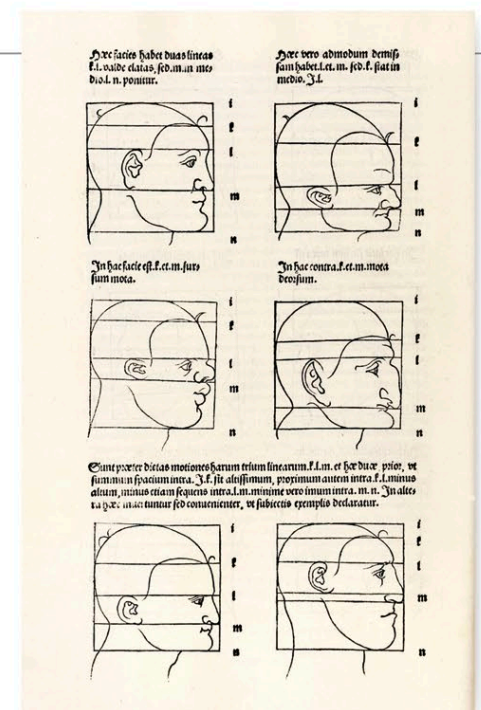 Hæc facies habet duas lineas
k.l. valde elatas, sed.m.in me-
dio.l. n. ponitur.
Hæc vero admodum demis-
sam habet.l.et. m. sed.k. stat in
medio. J.l.
i
k
l
m
n
i
k
l
m
n
In hac facie est.k.et.m.sur-
sum mota.
In hac contra.k.et.m.mota
deorsum.
i
k
l
m
n
i
k
l
m
n
Sunt præter dictas motiones harum trium linearum.k.l.m. et hæ duæ, prior, vt
summum spacium intra. J.k. sit altissimum, proximum autem intra.k.l.minus
altum, minus etiam sequens intra.l.m.minime vero imum intra. m. n. In alte-
ra hæc tuntur sed conuenienter, vt subiectis exemplis declaratur.
i
k
l
m
n
i
k
l
m
n